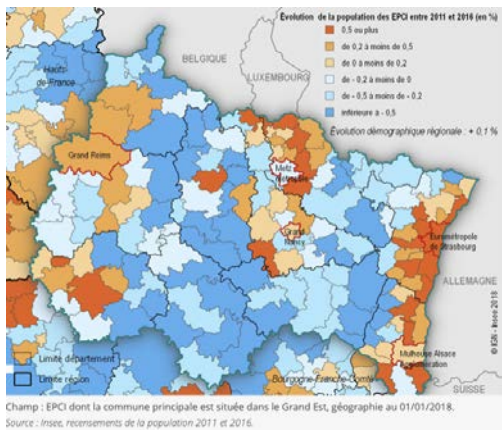 Évolution de la population des EPCI entre 2011 et 2016 (en %)
0,5 ou plus
de 0,2 à moins de 0,5
de 0 à moins de 0,2
de - 0,2 à moins de 0
de - 0,5 à moins de - 0,2
inférieure à - 0,5
Évolution démographique régionale : + 0,1 %
BELGIQUE
LUXEMBOURG
Hauts-
de-France
Grand Reims
Metz
Métropole
Grand
Nancy
Eurométropole
de Strasbourg
ALLEMAGNE
Mulhouse Alsace
Agglomération
Limite département
Limite région
Bourgogne-Franche-Comté
SUISSE
© IGN - Insee 2018
Champ : EPCI dont la commune principale est située dans le Grand Est, géographie au 01/01/2018.
Source : Insee, recensements de la population 2011 et 2016.